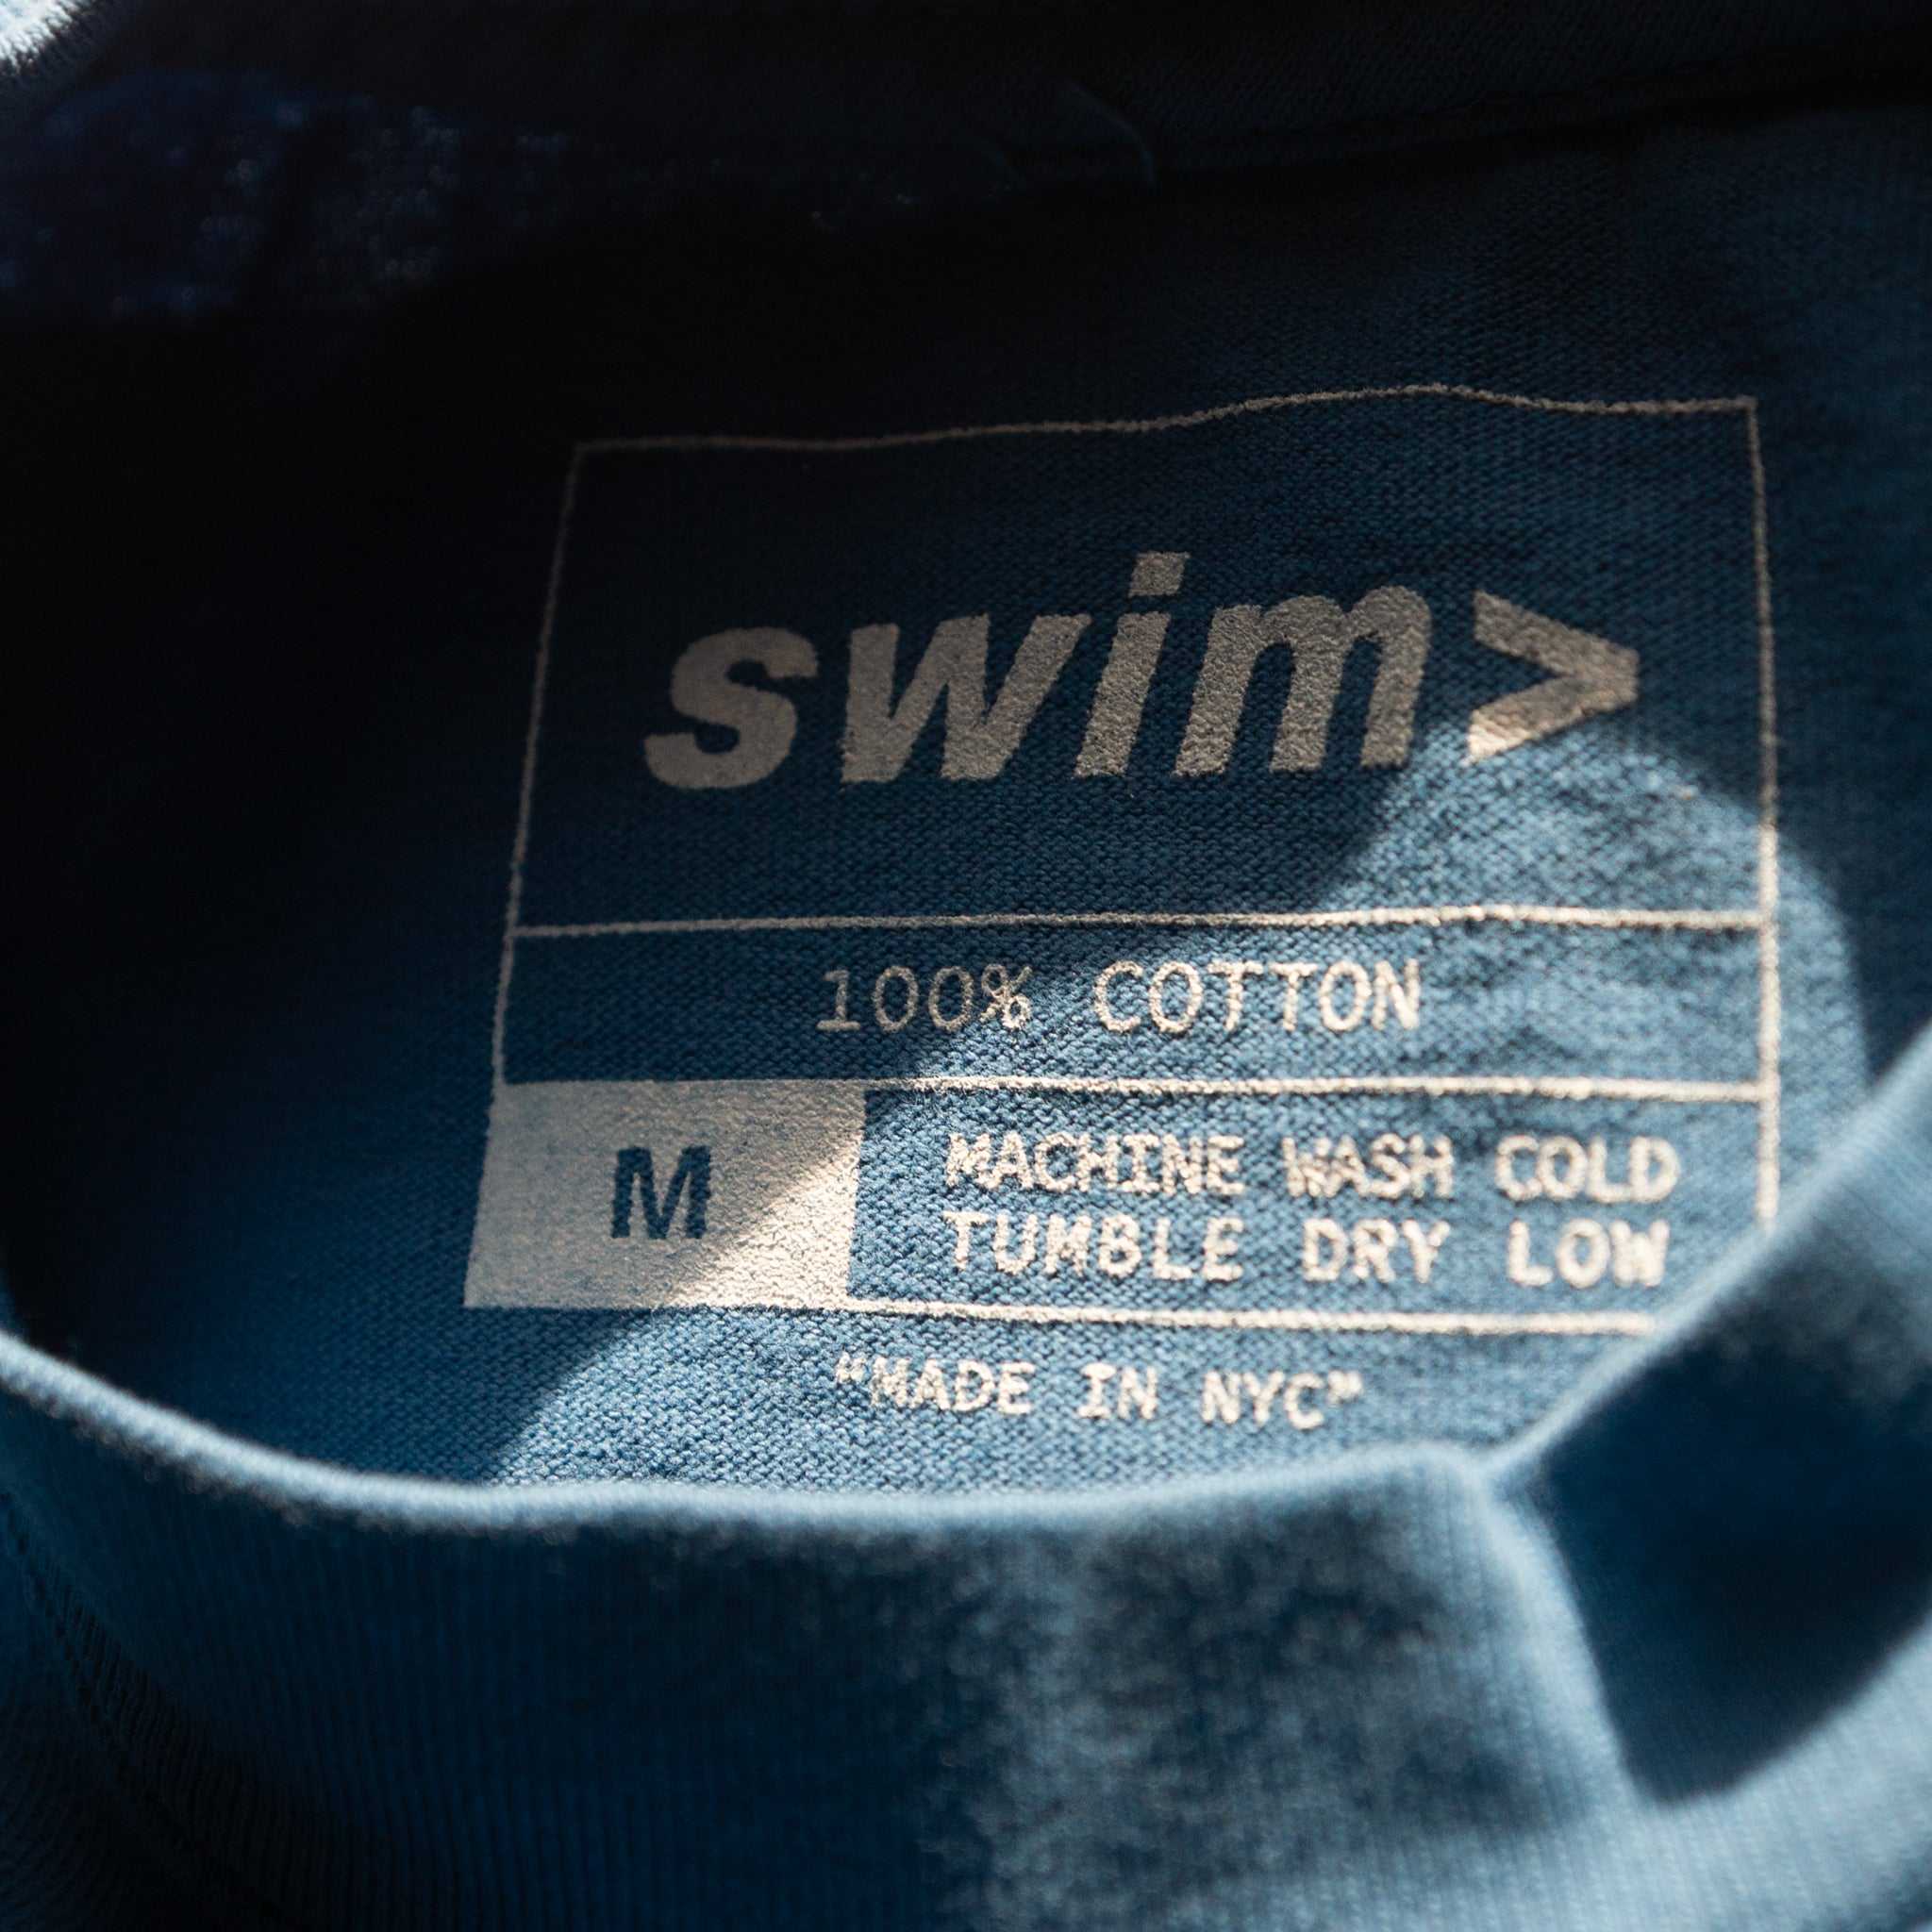 swim>
100% COTTON
M
MACHINE WASH COLD
TUMBLE DRY LOW
“MADE IN NYC”